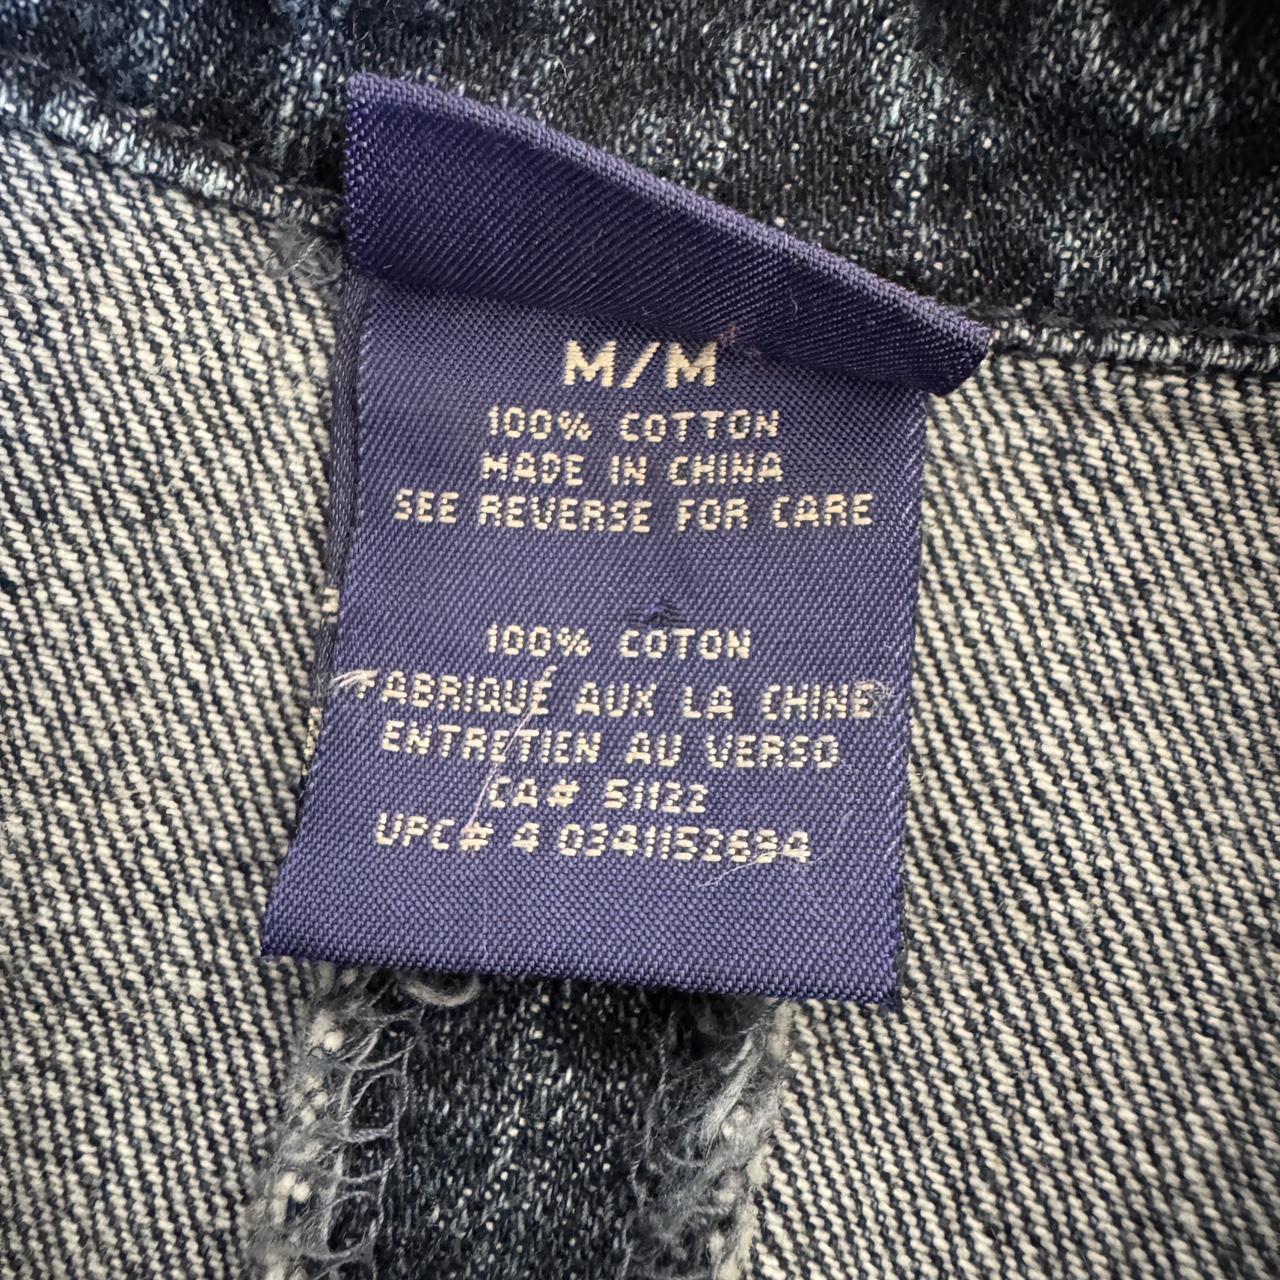 M/M
100% COTTON
MADE IN CHINA
SEE REVERSE FOR CARE
100% COTON
FABRIQUÉ AUX LA CHINE
ENTRETIEN AU VERSO
CA# 51122
UPC# 4 0341152684